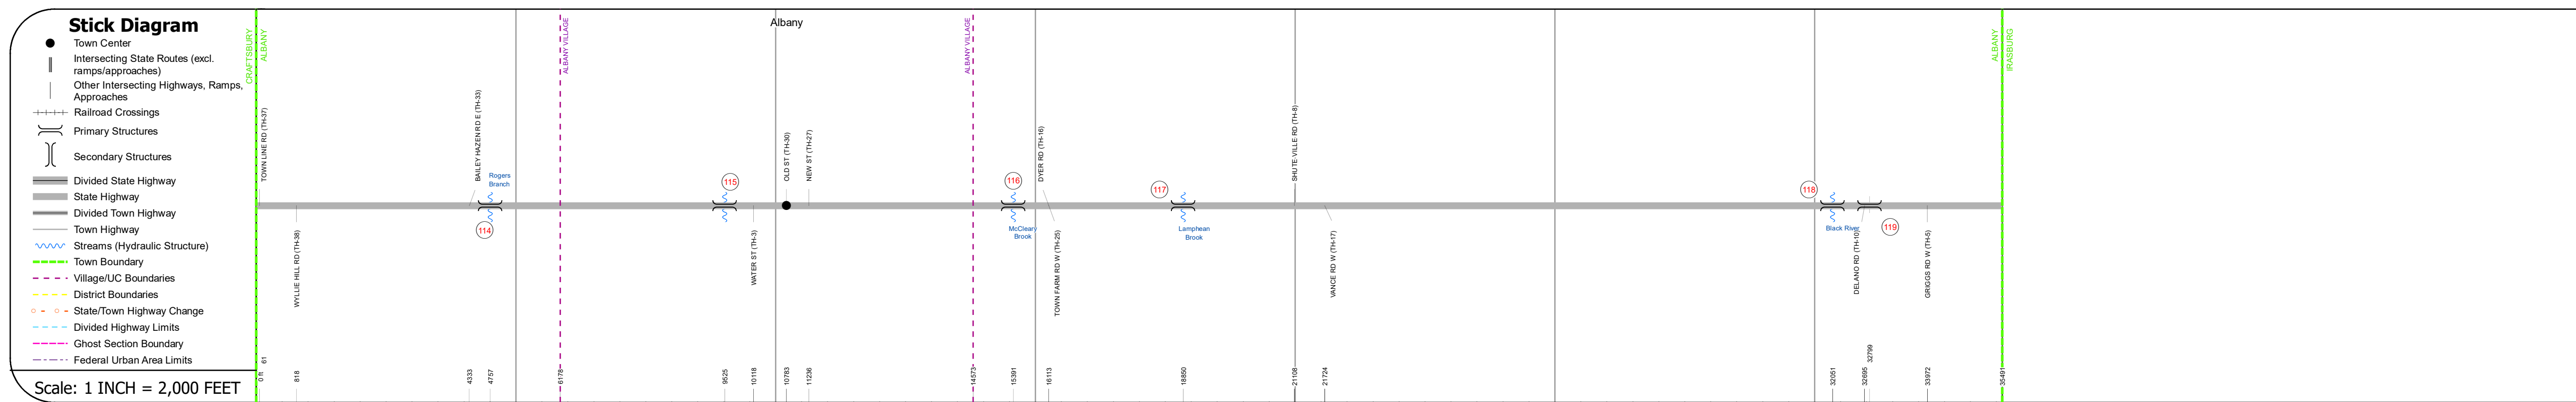 Stick Diagram
Town Center
Intersecting State Routes (excl.
ramps/approaches)
Other Intersecting Highways, Ramps,
Approaches
Railroad Crossings
Primary Structures
Secondary Structures
Divided State Highway
State Highway
Divided Town Highway
Town Highway
Streams (Hydraulic Structure)
Town Boundary
Village/UC Boundaries
District Boundaries
State/Town Highway Change
Divided Highway Limits
Ghost Section Boundary
Federal Urban Area Limits
Scale: 1 INCH = 2,000 FEET
Albany
CRAFTSBURY
ALBANY
ALBANY VILLAGE
ALBANY VILLAGE
ALBANY
IRASBURG
TOWN LINE RD (TH-37)
WYLLIE HILL RD (TH-38)
BAILEY HAZEN RD E (TH-33)
Rogers
Branch
114
115
WATER ST (TH-3)
OLD ST (TH-30)
NEW ST (TH-27)
116
McCleary
Brook
DYER RD (TH-16)
TOWN FARM RD W (TH-25)
117
Lamphean
Brook
SHUTE VILLE RD (TH-8)
VANCE RD W (TH-17)
118
Black River
DELANO RD (TH-10)
119
GRIGGS RD W (TH-5)
0 ft
61
818
4333
4757
6178
9525
10118
10783
11236
14573
15391
16113
18850
21108
21724
32051
32695
32799
33972
35491